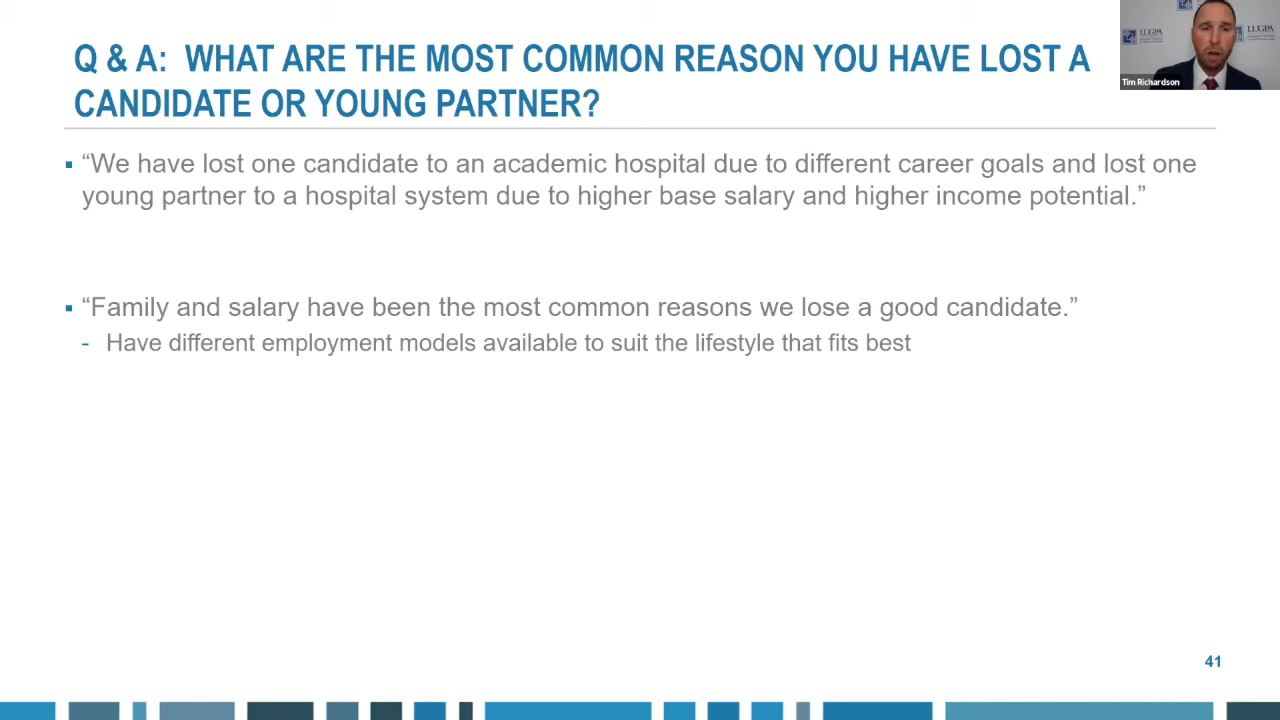 Q & A: WHAT ARE THE MOST COMMON REASON YOU HAVE LOST A
CANDIDATE OR YOUNG PARTNER?
LUGPA
LUGPA
Tim Richardson
▪ “We have lost one candidate to an academic hospital due to different career goals and lost one
young partner to a hospital system due to higher base salary and higher income potential.”
▪ “Family and salary have been the most common reasons we lose a good candidate.”
- Have different employment models available to suit the lifestyle that fits best
41